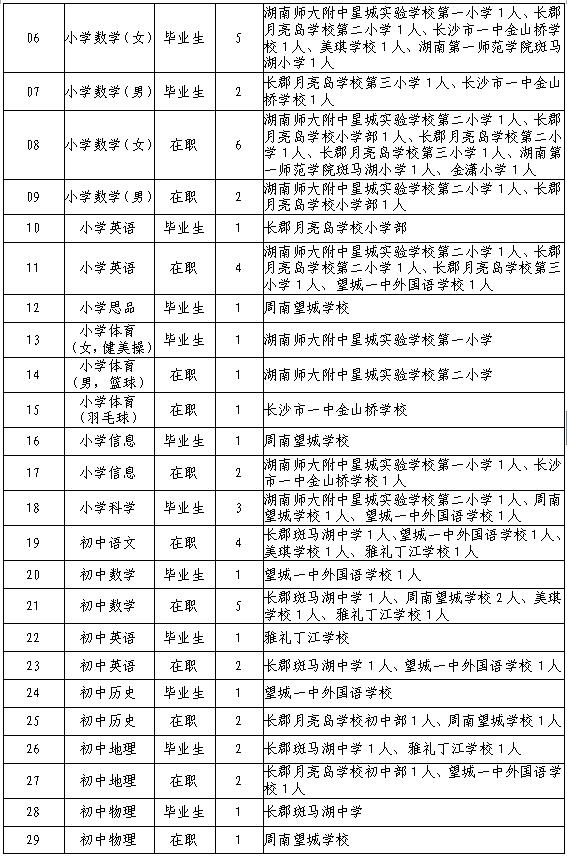 06 小学数学(女) 毕业生 5 湖南师大附中星城实验学校第一小学1人、长郡
月亮岛学校第二小学1人、长沙市一中金山桥学
校1人、美琪学校1人、湖南第一师范学院斑马
湖小学1人
07 小学数学(男) 毕业生 2 长郡月亮岛学校第三小学1人、长沙市一中金山
桥学校1人
08 小学数学(女) 在职 6 湖南师大附中星城实验学校第二小学1人、长郡
月亮岛学校小学部1人、长郡月亮岛学校第二小
学1人、长郡月亮岛学校第三小学1人、湖南第
一师范学院斑马湖小学1人、金潇小学1人
09 小学数学(男) 在职 2 湖南师大附中星城实验学校第二小学1人、长郡
月亮岛学校小学部1人
10 小学英语 毕业生 1 长郡月亮岛学校小学部
11 小学英语 在职 4 湖南师大附中星城实验学校第二小学1人、长郡
月亮岛学校第二小学1人、长郡月亮岛学校第三
小学1人、望城一中外国语学校1人
12 小学思品 毕业生 1 周南望城学校
13 小学体育
(女,健美操) 毕业生 1 湖南师大附中星城实验学校第一小学
14 小学体育
(男,篮球) 在职 1 湖南师大附中星城实验学校第二小学
15 小学体育
(羽毛球) 在职 1 长沙市一中金山桥学校
16 小学信息 毕业生 1 周南望城学校
17 小学信息 在职 2 湖南师大附中星城实验学校第一小学1人、长沙
市一中金山桥学校1人
18 小学科学 毕业生 3 湖南师大附中星城实验学校第二小学1人、周南
望城学校1人、望城一中外国语学校1人
19 初中语文 在职 4 长郡斑马湖中学1人、望城一中外国语学校1人、
美琪学校1人、雅礼丁江学校1人
20 初中数学 毕业生 1 望城一中外国语学校1人
21 初中数学 在职 5 长郡斑马湖中学1人、周南望城学校2人、美琪
学校1人、雅礼丁江学校1人
22 初中英语 毕业生 1 雅礼丁江学校
23 初中英语 在职 2 长郡斑马湖中学1人、望城一中外国语学校1人
24 初中历史 毕业生 1 望城一中外国语学校
25 初中历史 在职 2 长郡月亮岛学校初中部1人、周南望城学校1人
26 初中地理 毕业生 2 长郡斑马湖中学1人、雅礼丁江学校1人
27 初中地理 在职 2 长郡月亮岛学校初中部1人、望城一中外国语学
校1人
28 初中物理 毕业生 1 长郡斑马湖中学
29 初中物理 在职 1 周南望城学校